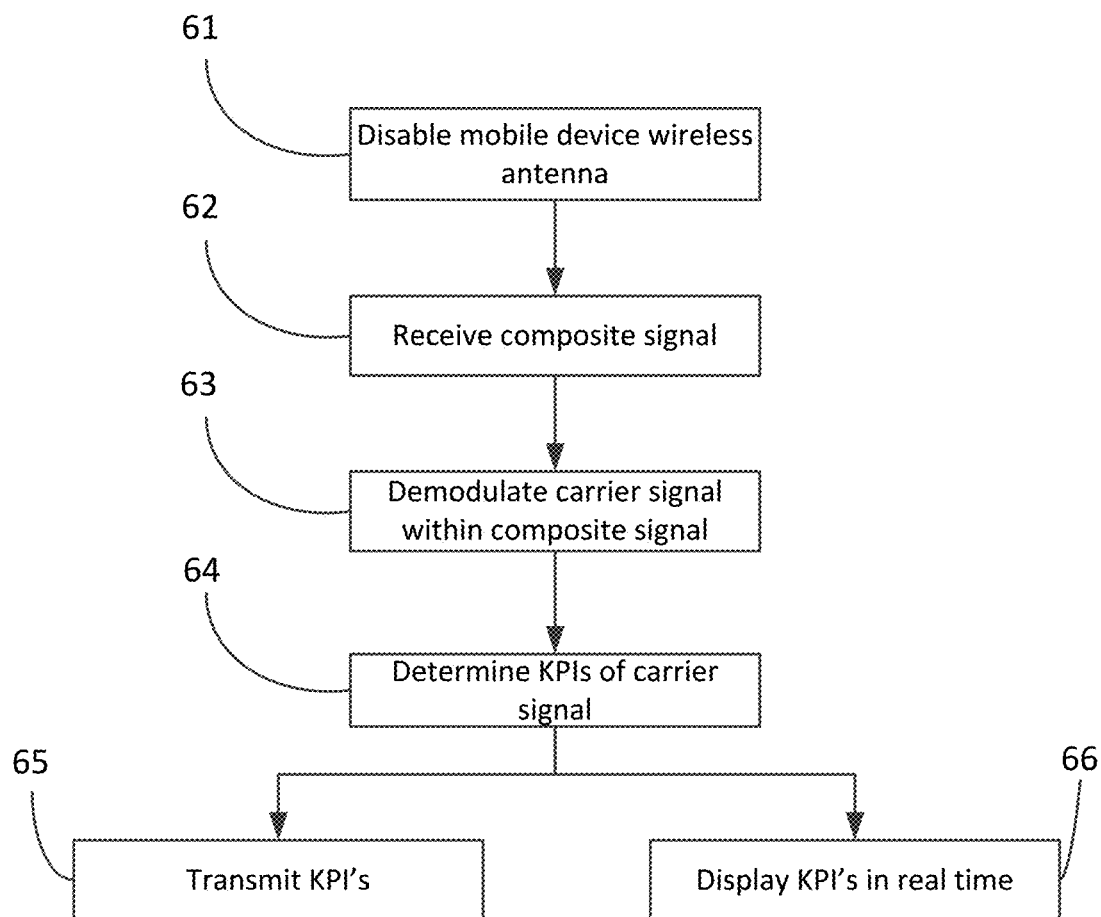 61
Disable mobile device wireless
antenna
62
Receive composite signal
63
Demodulate carrier signal
within composite signal
64
Determine KPIs of carrier
signal
65
66
Transmit KPI's
Display KPI's in real time